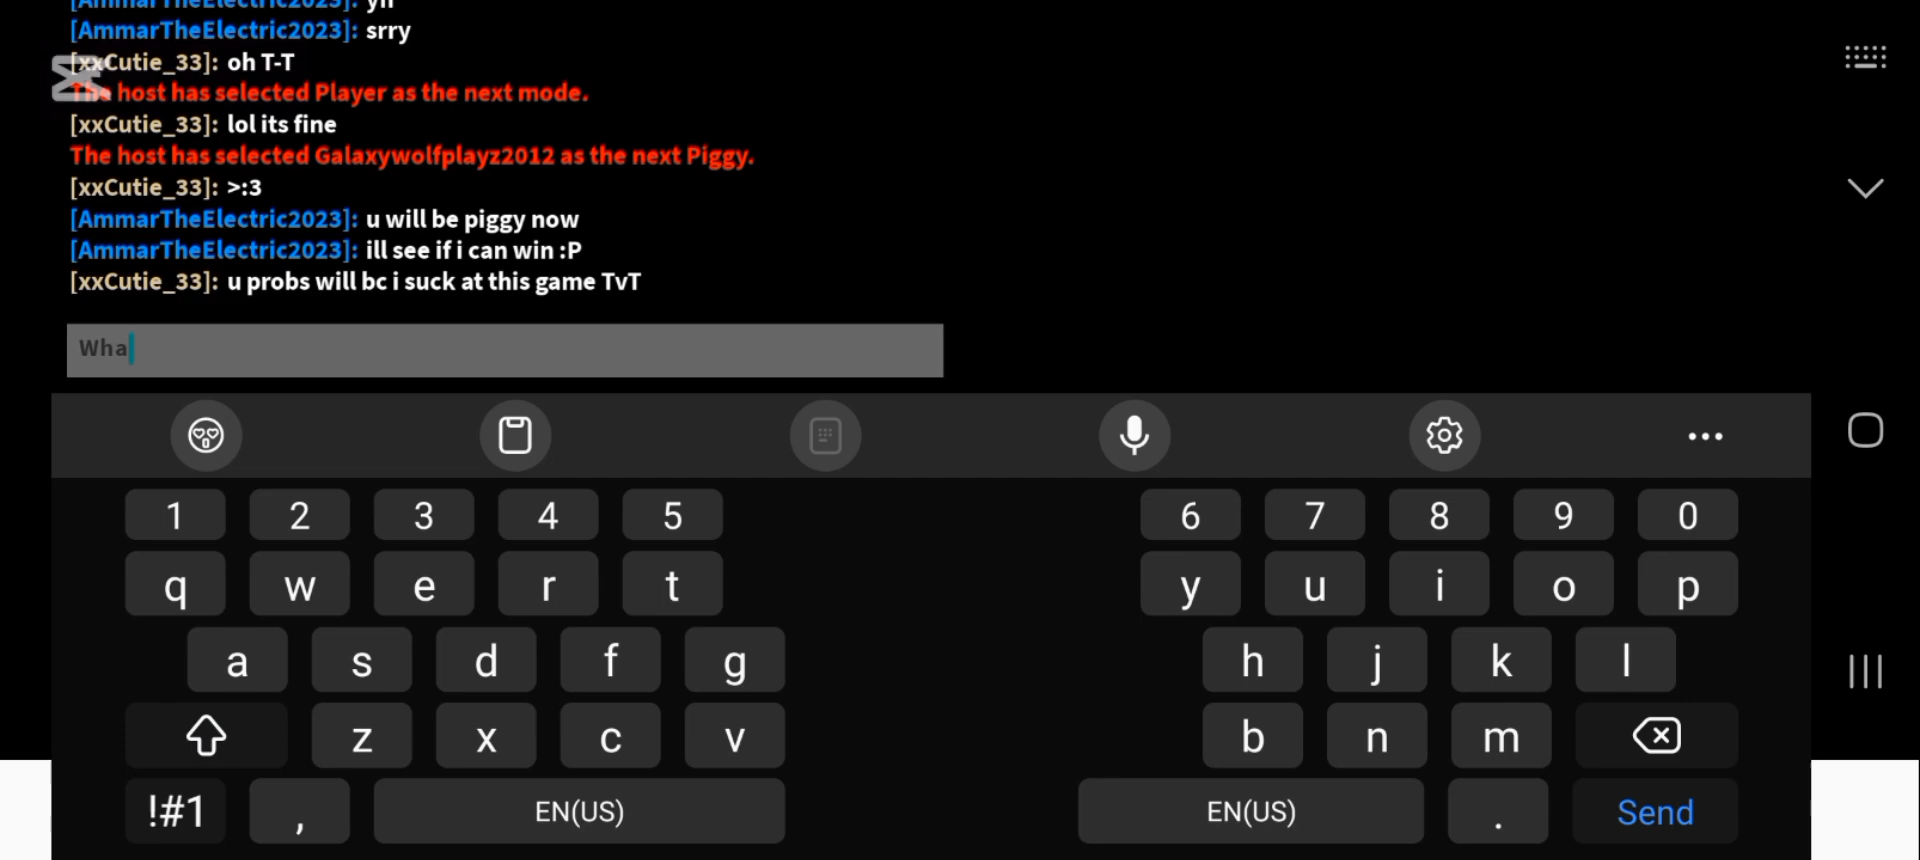 [AmmarTheElectric2023]: yh
[AmmarTheElectric2023]: srry
[xxCutie_33]: oh T-T
The host has selected Player as the next mode.
[xxCutie_33]: lol its fine
The host has selected Galaxywolfplayz2012 as the next Piggy.
[xxCutie_33]: >:3
[AmmarTheElectric2023]: u will be piggy now
[AmmarTheElectric2023]: ill see if i can win :P
[xxCutie_33]: u probs will bc i suck at this game TvT
Wha
1 2 3 4 5 6 7 8 9 0
q w e r t y u i o p
a s d f g h j k l
z x c v b n m
!#1 , EN(US) EN(US) . Send